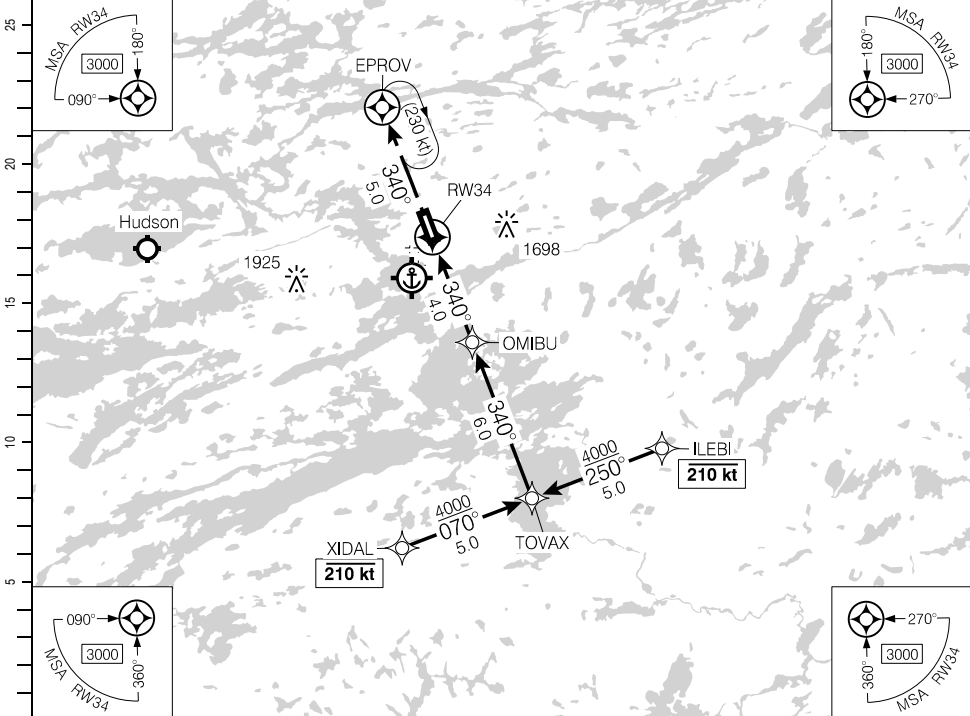 25
20
15
10
5
MSA RW34
180°
3000
090°
MSA RW34
180°
3000
270°
EPROV
(230 kt)
340°
5.0
RW34
Hudson
1925
1698
340°
4.0
OMIBU
340°
6.0
4000
250°
5.0
ILEBI
210 kt
4000
070°
5.0
XIDAL
210 kt
TOVAX
090°
3000
360°
MSA RW34
270°
3000
360°
MSA RW34